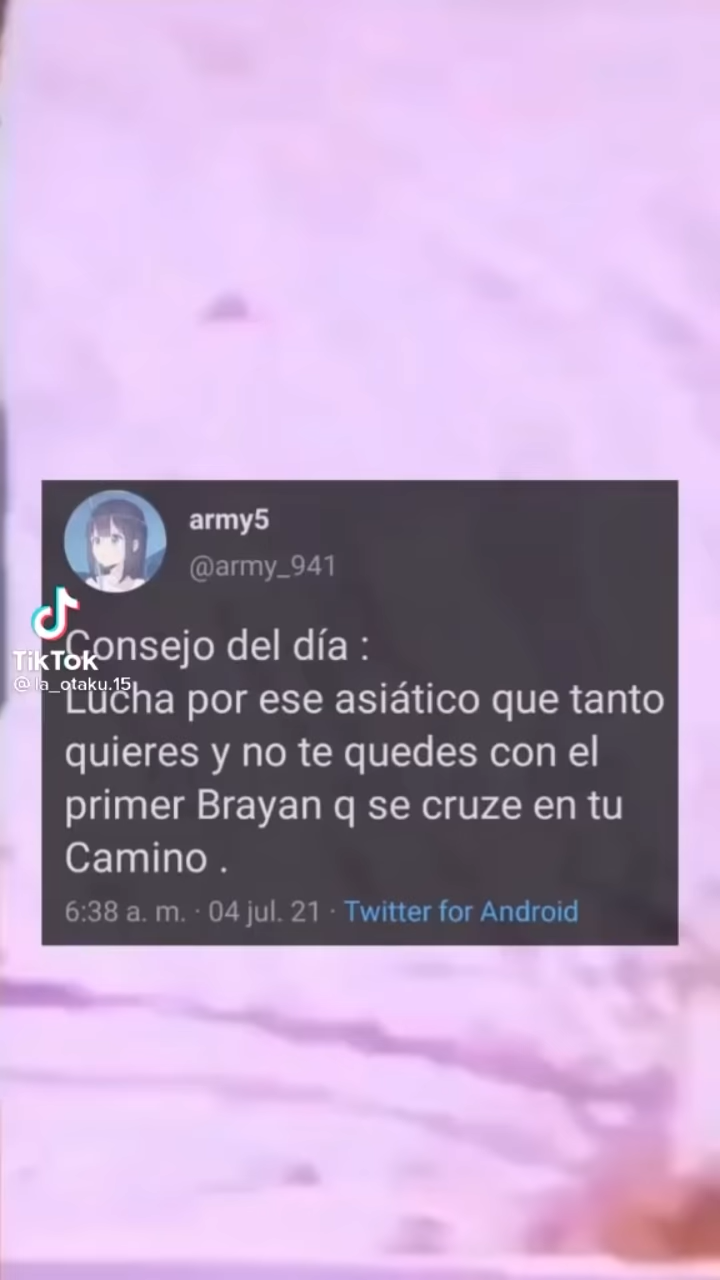 army5
@army_941
TikTok
@la_otaku.15
Consejo del día :
Lucha por ese asiático que tanto
quieres y no te quedes con el
primer Brayan q se cruze en tu
Camino .
6:38 a. m. · 04 jul. 21 · Twitter for Android